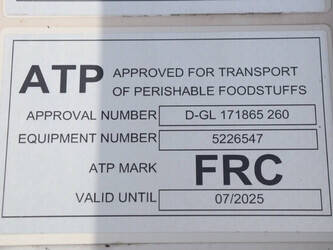 ATP APPROVED FOR TRANSPORT
OF PERISHABLE FOODSTUFFS
APPROVAL NUMBER D-GL 171865 260
EQUIPMENT NUMBER 5226547
ATP MARK FRC
VALID UNTIL 07/2025